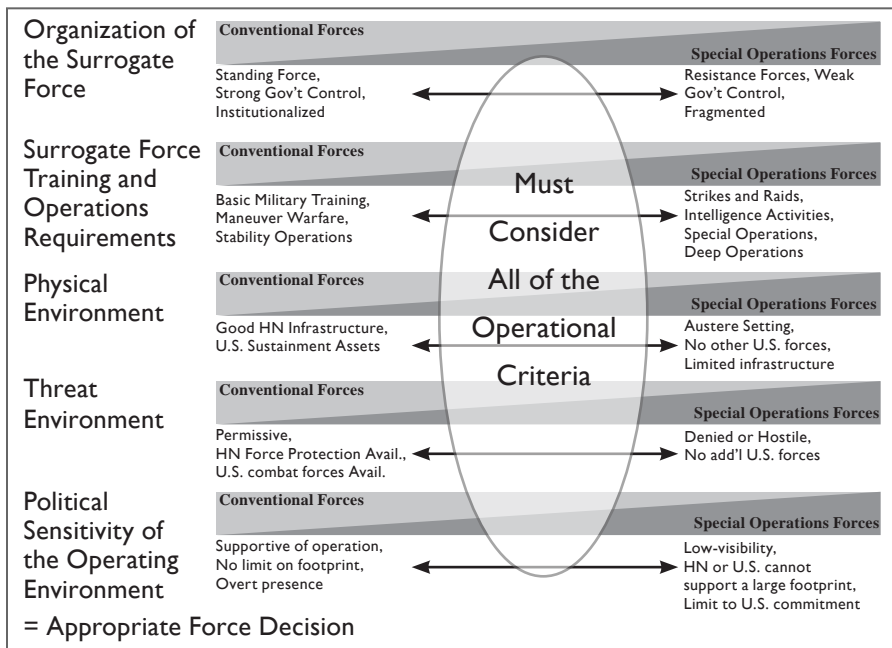 Organization of
the Surrogate
Force
Conventional Forces
Special Operations Forces
Standing Force,
Strong Gov't Control,
Institutionalized
Resistance Forces, Weak
Gov't Control,
Fragmented
Surrogate Force
Training and
Operations
Requirements
Conventional Forces
Special Operations Forces
Basic Military Training,
Maneuver Warfare,
Stability Operations
Strikes and Raids,
Intelligence Activities,
Special Operations,
Deep Operations
Must
Consider
All of the
Operational
Criteria
Physical
Environment
Conventional Forces
Special Operations Forces
Good HN Infrastructure,
U.S. Sustainment Assets
Austere Setting,
No other U.S. forces,
Limited infrastructure
Threat
Environment
Conventional Forces
Special Operations Forces
Permissive,
HN Force Protection Avail.,
U.S. combat forces Avail.
Denied or Hostile,
No add'l U.S. forces
Political
Sensitivity of
the Operating
Environment
Conventional Forces
Special Operations Forces
Supportive of operation,
No limit on footprint,
Overt presence
Low-visibility,
HN or U.S. cannot
support a large footprint,
Limit to U.S. commitment
= Appropriate Force Decision